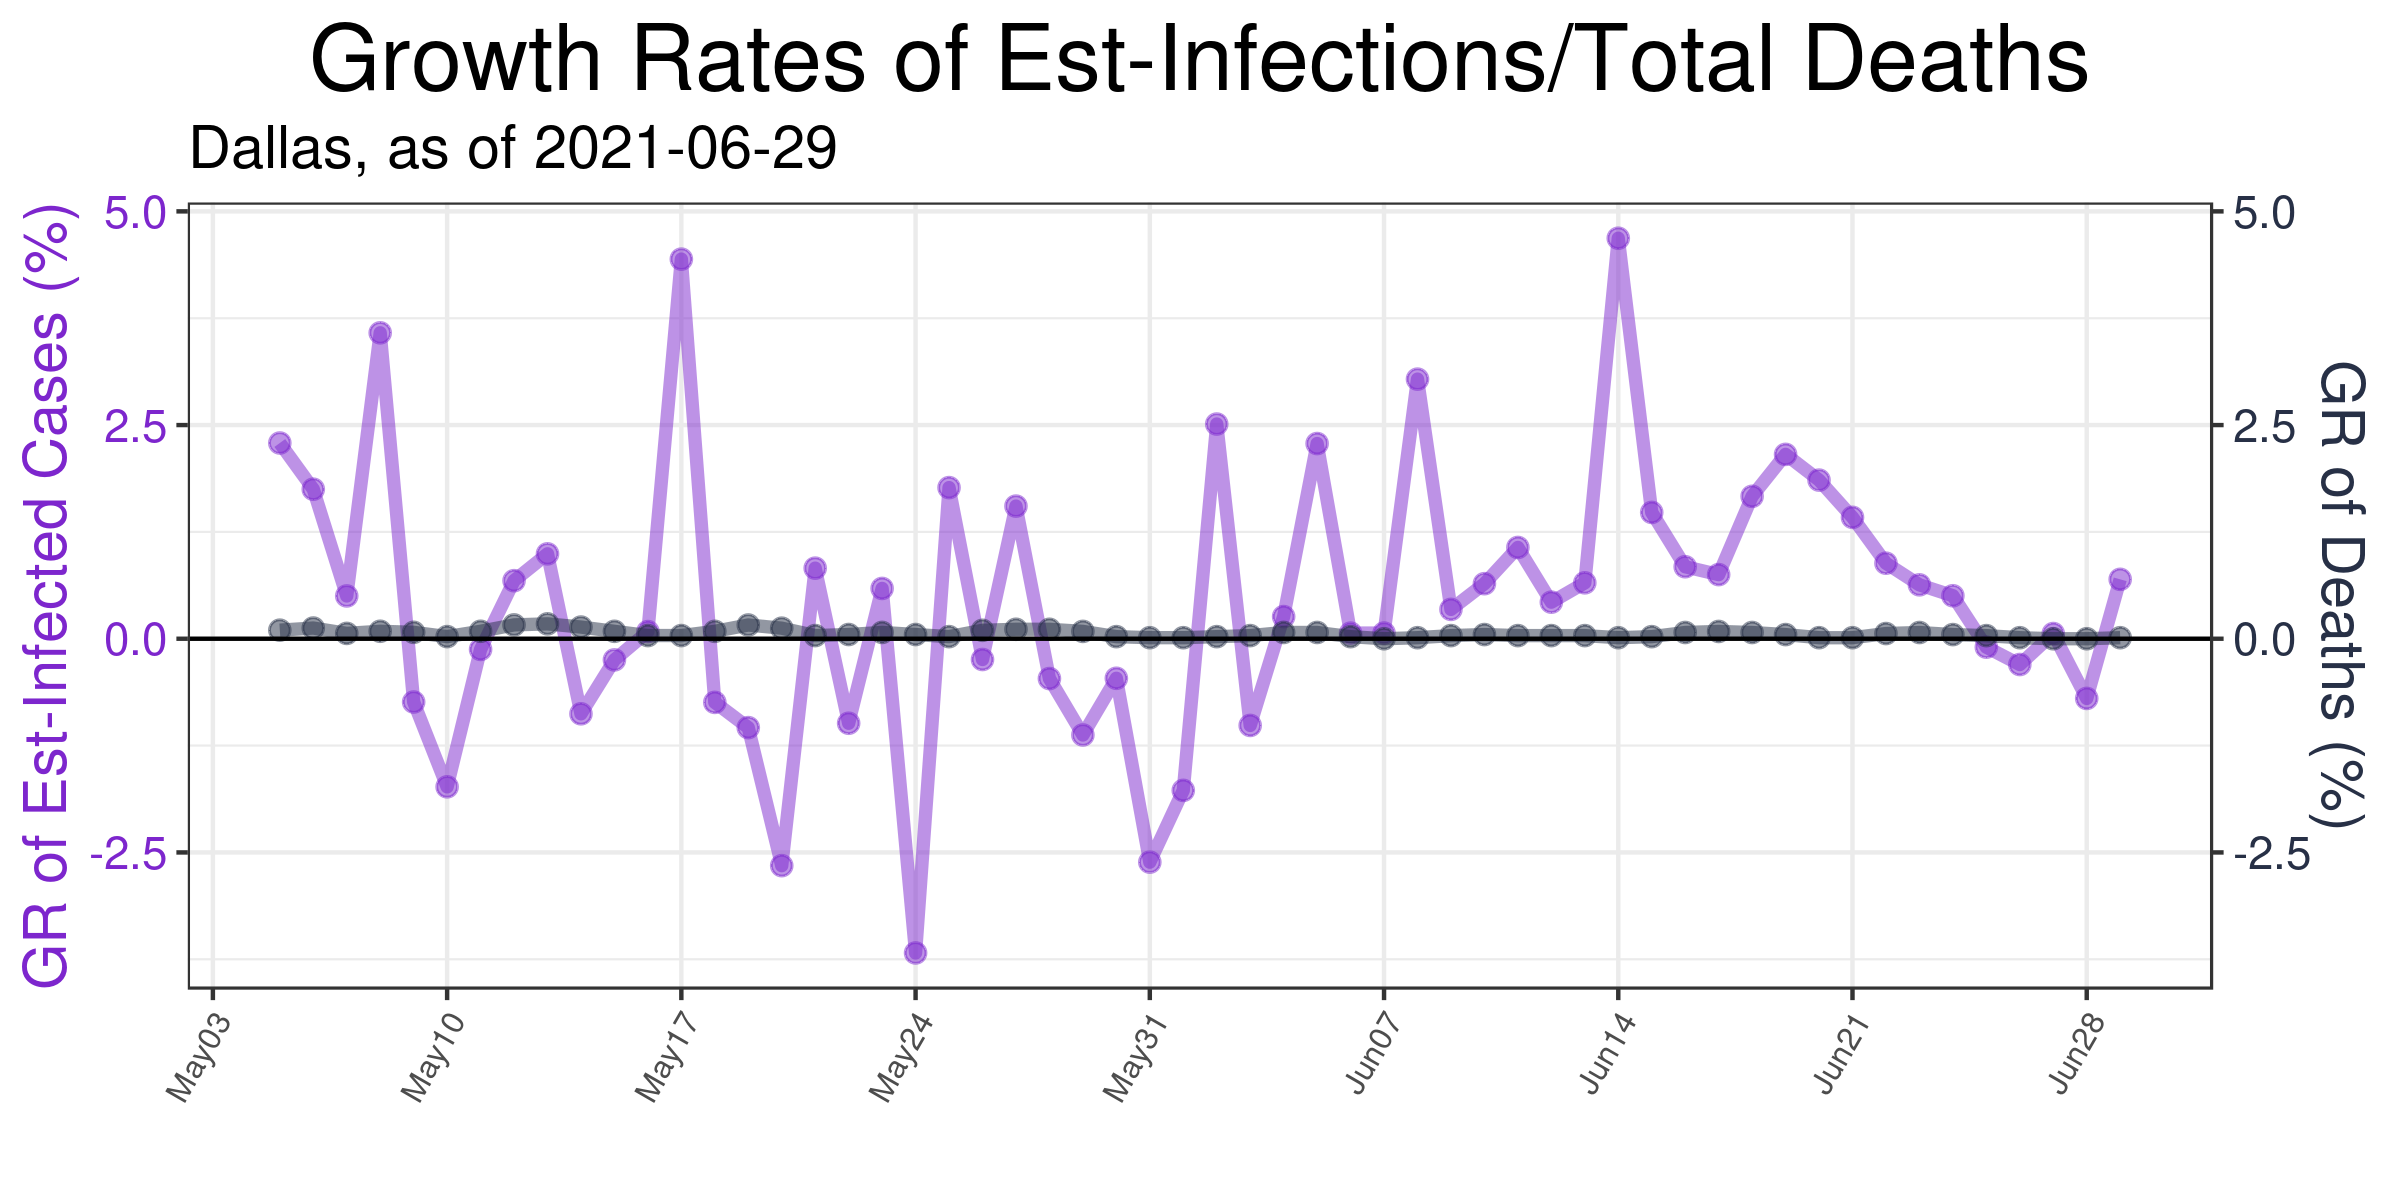 Growth Rates of Est-Infections/Total Deaths
Dallas, as of 2021-06-29
GR of Est-Infected Cases (%)
5.0
2.5
0.0
-2.5
5.0
2.5
0.0
-2.5
GR of Deaths (%)
May03
May10
May17
May24
May31
Jun07
Jun14
Jun21
Jun28